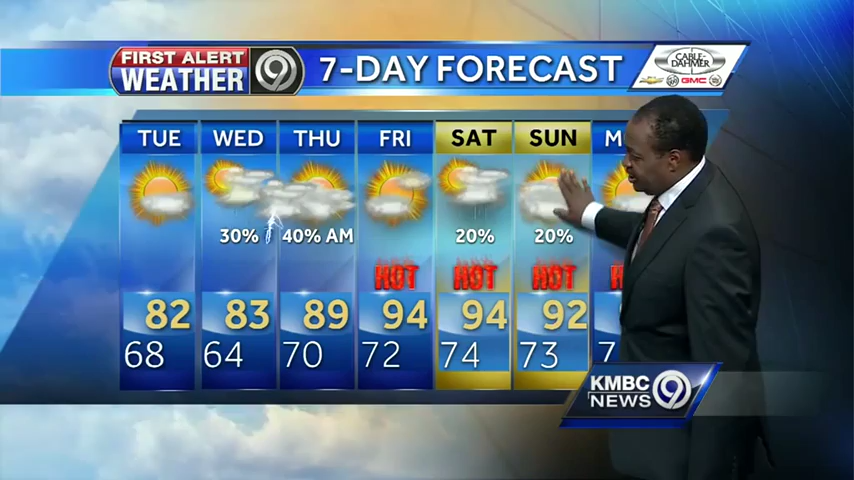 FIRST ALERT
WEATHER 9
7-DAY FORECAST
CABLE-
DAHMER
GMC
TUE WED THU FRI SAT SUN
30% 40% AM 20% 20%
HOT HOT HOT
82 83 89 94 94 92
68 64 70 72 74 73 7
KMBC 9
NEWS